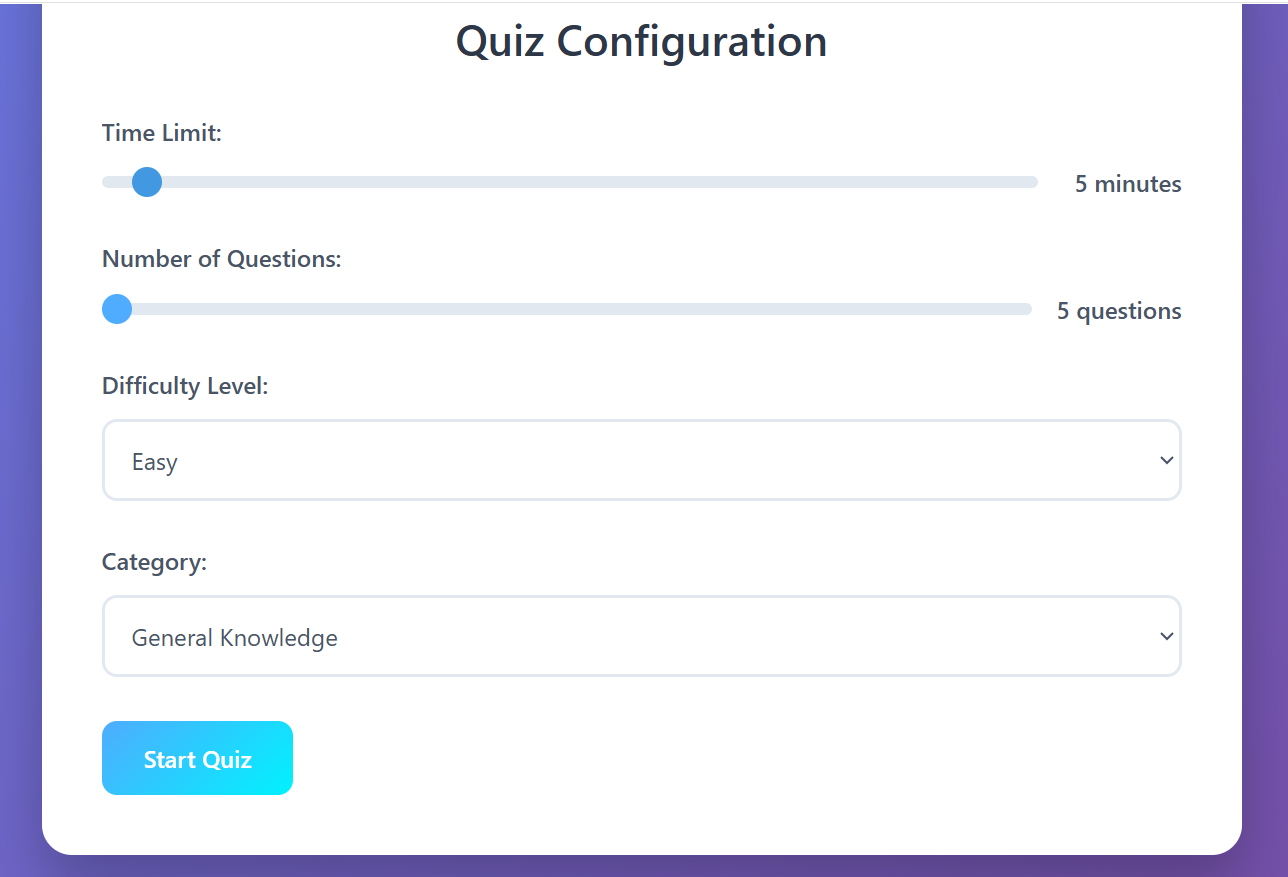 Quiz Configuration
Time Limit:
5 minutes
Number of Questions:
5 questions
Difficulty Level:
Easy
Category:
General Knowledge
Start Quiz